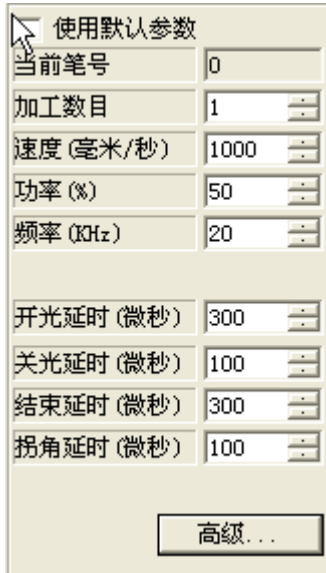 使用默认参数
当前笔号 0
加工数目 1
速度(毫米/秒) 1000
功率(%) 50
频率(KHz) 20
开光延时(微秒) 300
关光延时(微秒) 100
结束延时(微秒) 300
拐角延时(微秒) 100
高级...